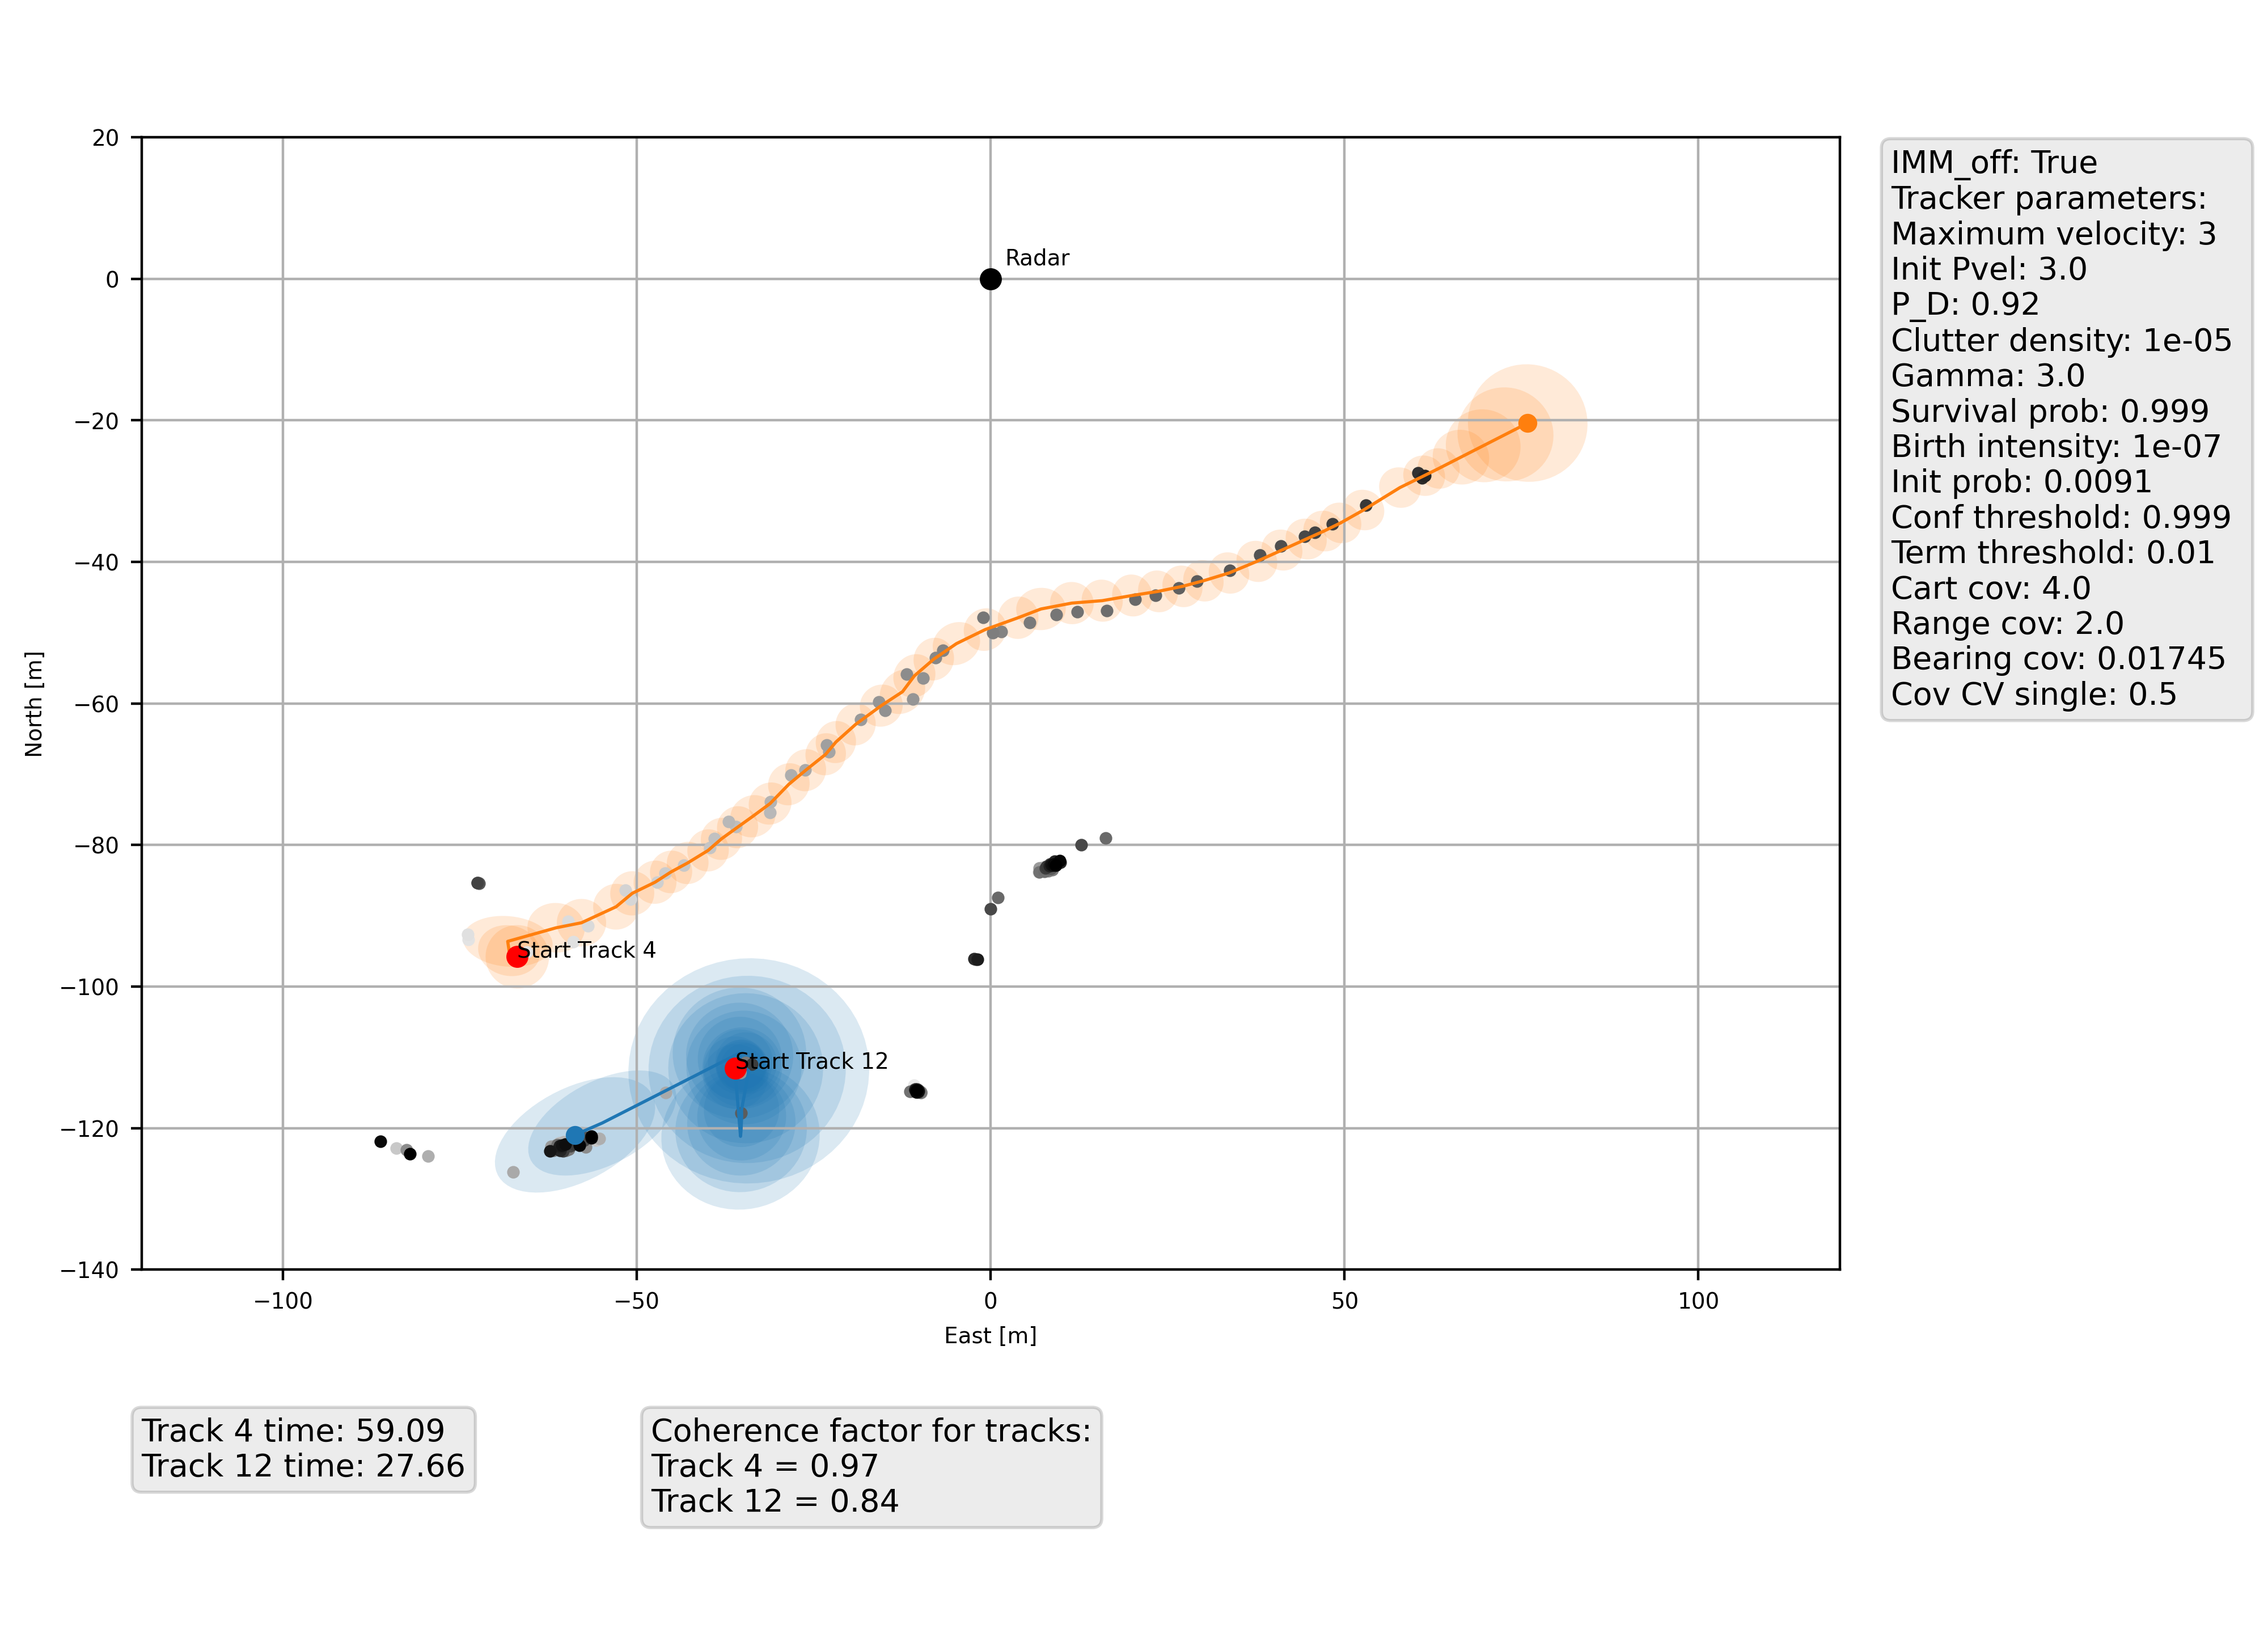 20
0
−20
−40
−60
−80
−100
−120
−140
−100
−50
0
50
100
North [m]
East [m]
Radar
Start Track 4
Start Track 12
IMM_off: True
Tracker parameters:
Maximum velocity: 3
Init Pvel: 3.0
P_D: 0.92
Clutter density: 1e-05
Gamma: 3.0
Survival prob: 0.999
Birth intensity: 1e-07
Init prob: 0.0091
Conf threshold: 0.999
Term threshold: 0.01
Cart cov: 4.0
Range cov: 2.0
Bearing cov: 0.01745
Cov CV single: 0.5
Track 4 time: 59.09
Track 12 time: 27.66
Coherence factor for tracks:
Track 4 = 0.97
Track 12 = 0.84